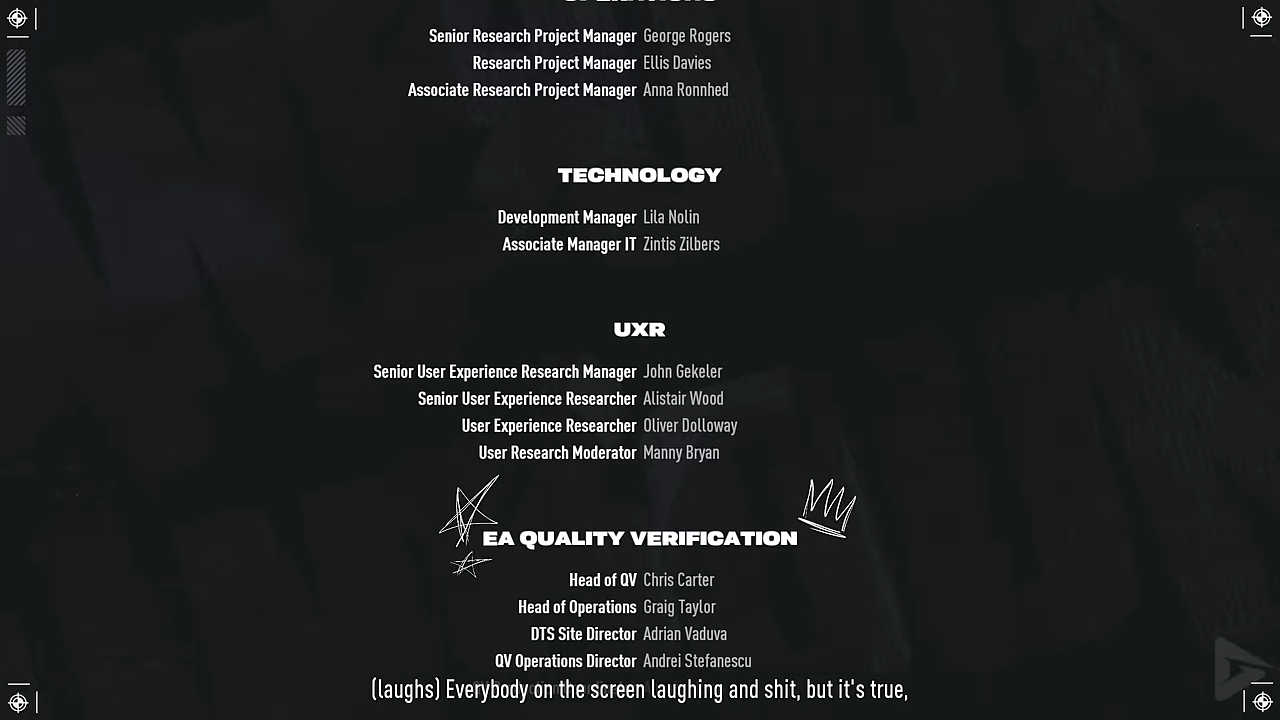 OPERATIONS
Senior Research Project Manager George Rogers
Research Project Manager Ellis Davies
Associate Research Project Manager Anna Ronnhed
TECHNOLOGY
Development Manager Lila Nolin
Associate Manager IT Zintis Zilbers
UXR
Senior User Experience Research Manager John Gekeler
Senior User Experience Researcher Alistair Wood
User Experience Researcher Oliver Dolloway
User Research Moderator Manny Bryan
EA QUALITY VERIFICATION
Head of QV Chris Carter
Head of Operations Graig Taylor
DTS Site Director Adrian Vaduva
QV Operations Director Andrei Stefanescu
(laughs) Everybody on the screen laughing and shit, but it's true,